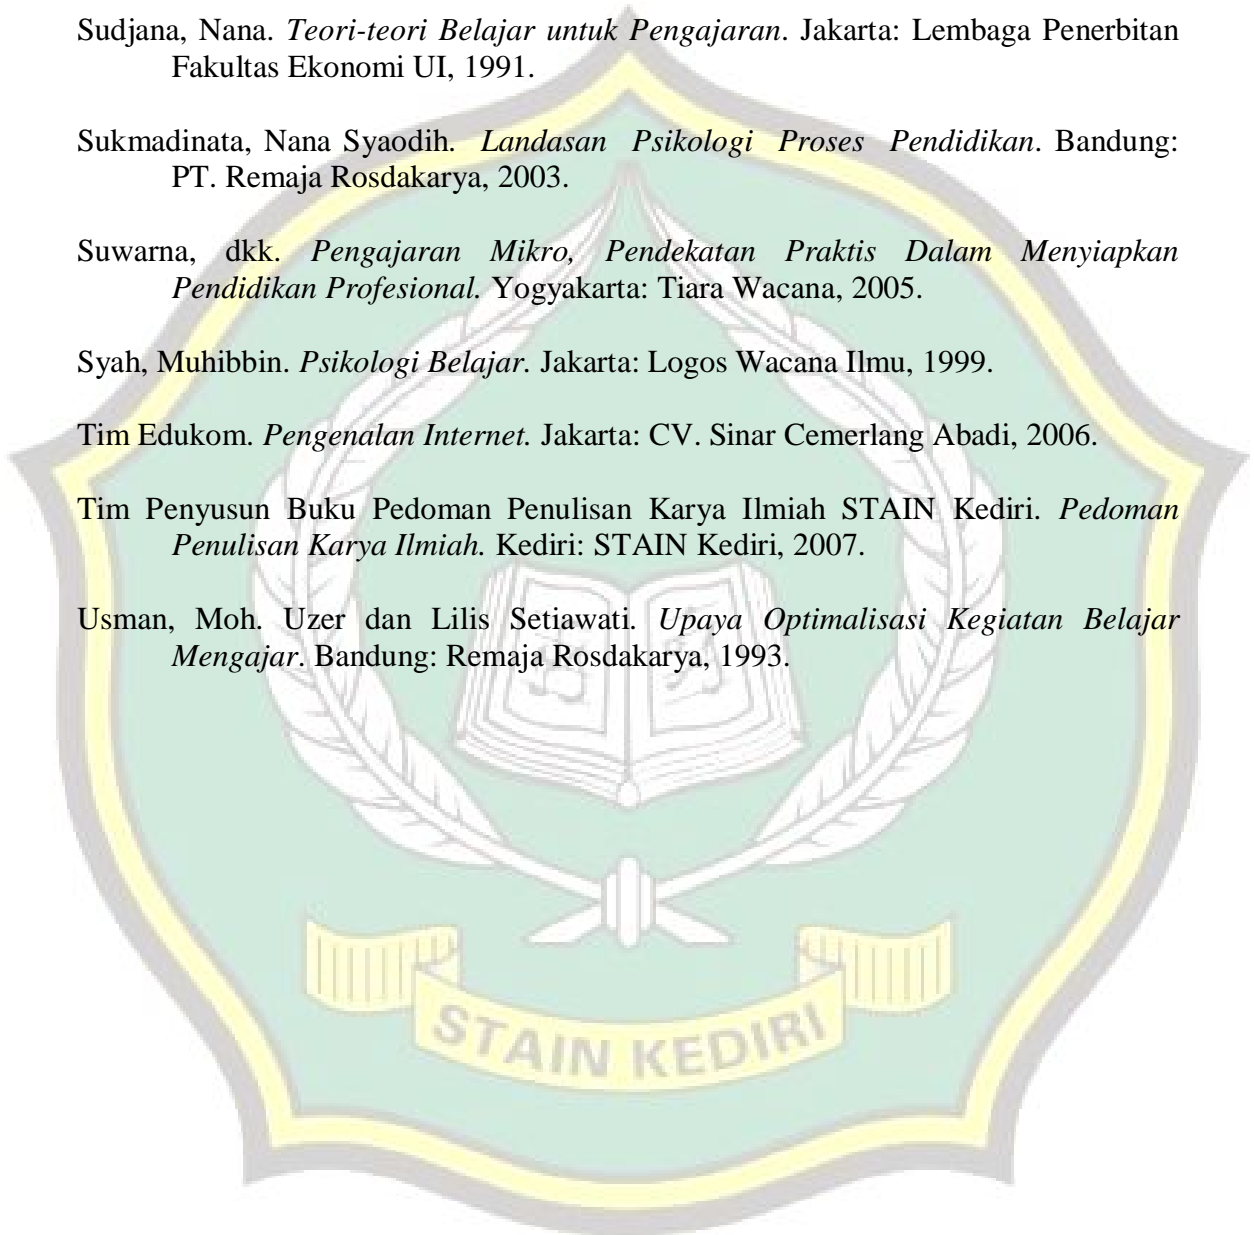 Sudjana, Nana. Teori-teori Belajar untuk Pengajaran. Jakarta: Lembaga Penerbitan
Fakultas Ekonomi UI, 1991.
Sukmadinata, Nana Syaodih. Landasan Psikologi Proses Pendidikan. Bandung:
PT. Remaja Rosdakarya, 2003.
Suwarna, dkk. Pengajaran Mikro, Pendekatan Praktis Dalam Menyiapkan
Pendidikan Profesional. Yogyakarta: Tiara Wacana, 2005.
Syah, Muhibbin. Psikologi Belajar. Jakarta: Logos Wacana Ilmu, 1999.
Tim Edukom. Pengenalan Internet. Jakarta: CV. Sinar Cemerlang Abadi, 2006.
Tim Penyusun Buku Pedoman Penulisan Karya Ilmiah STAIN Kediri. Pedoman
Penulisan Karya Ilmiah. Kediri: STAIN Kediri, 2007.
Usman, Moh. Uzer dan Lilis Setiawati. Upaya Optimalisasi Kegiatan Belajar
Mengajar. Bandung: Remaja Rosdakarya, 1993.
STAIN KEDIRI